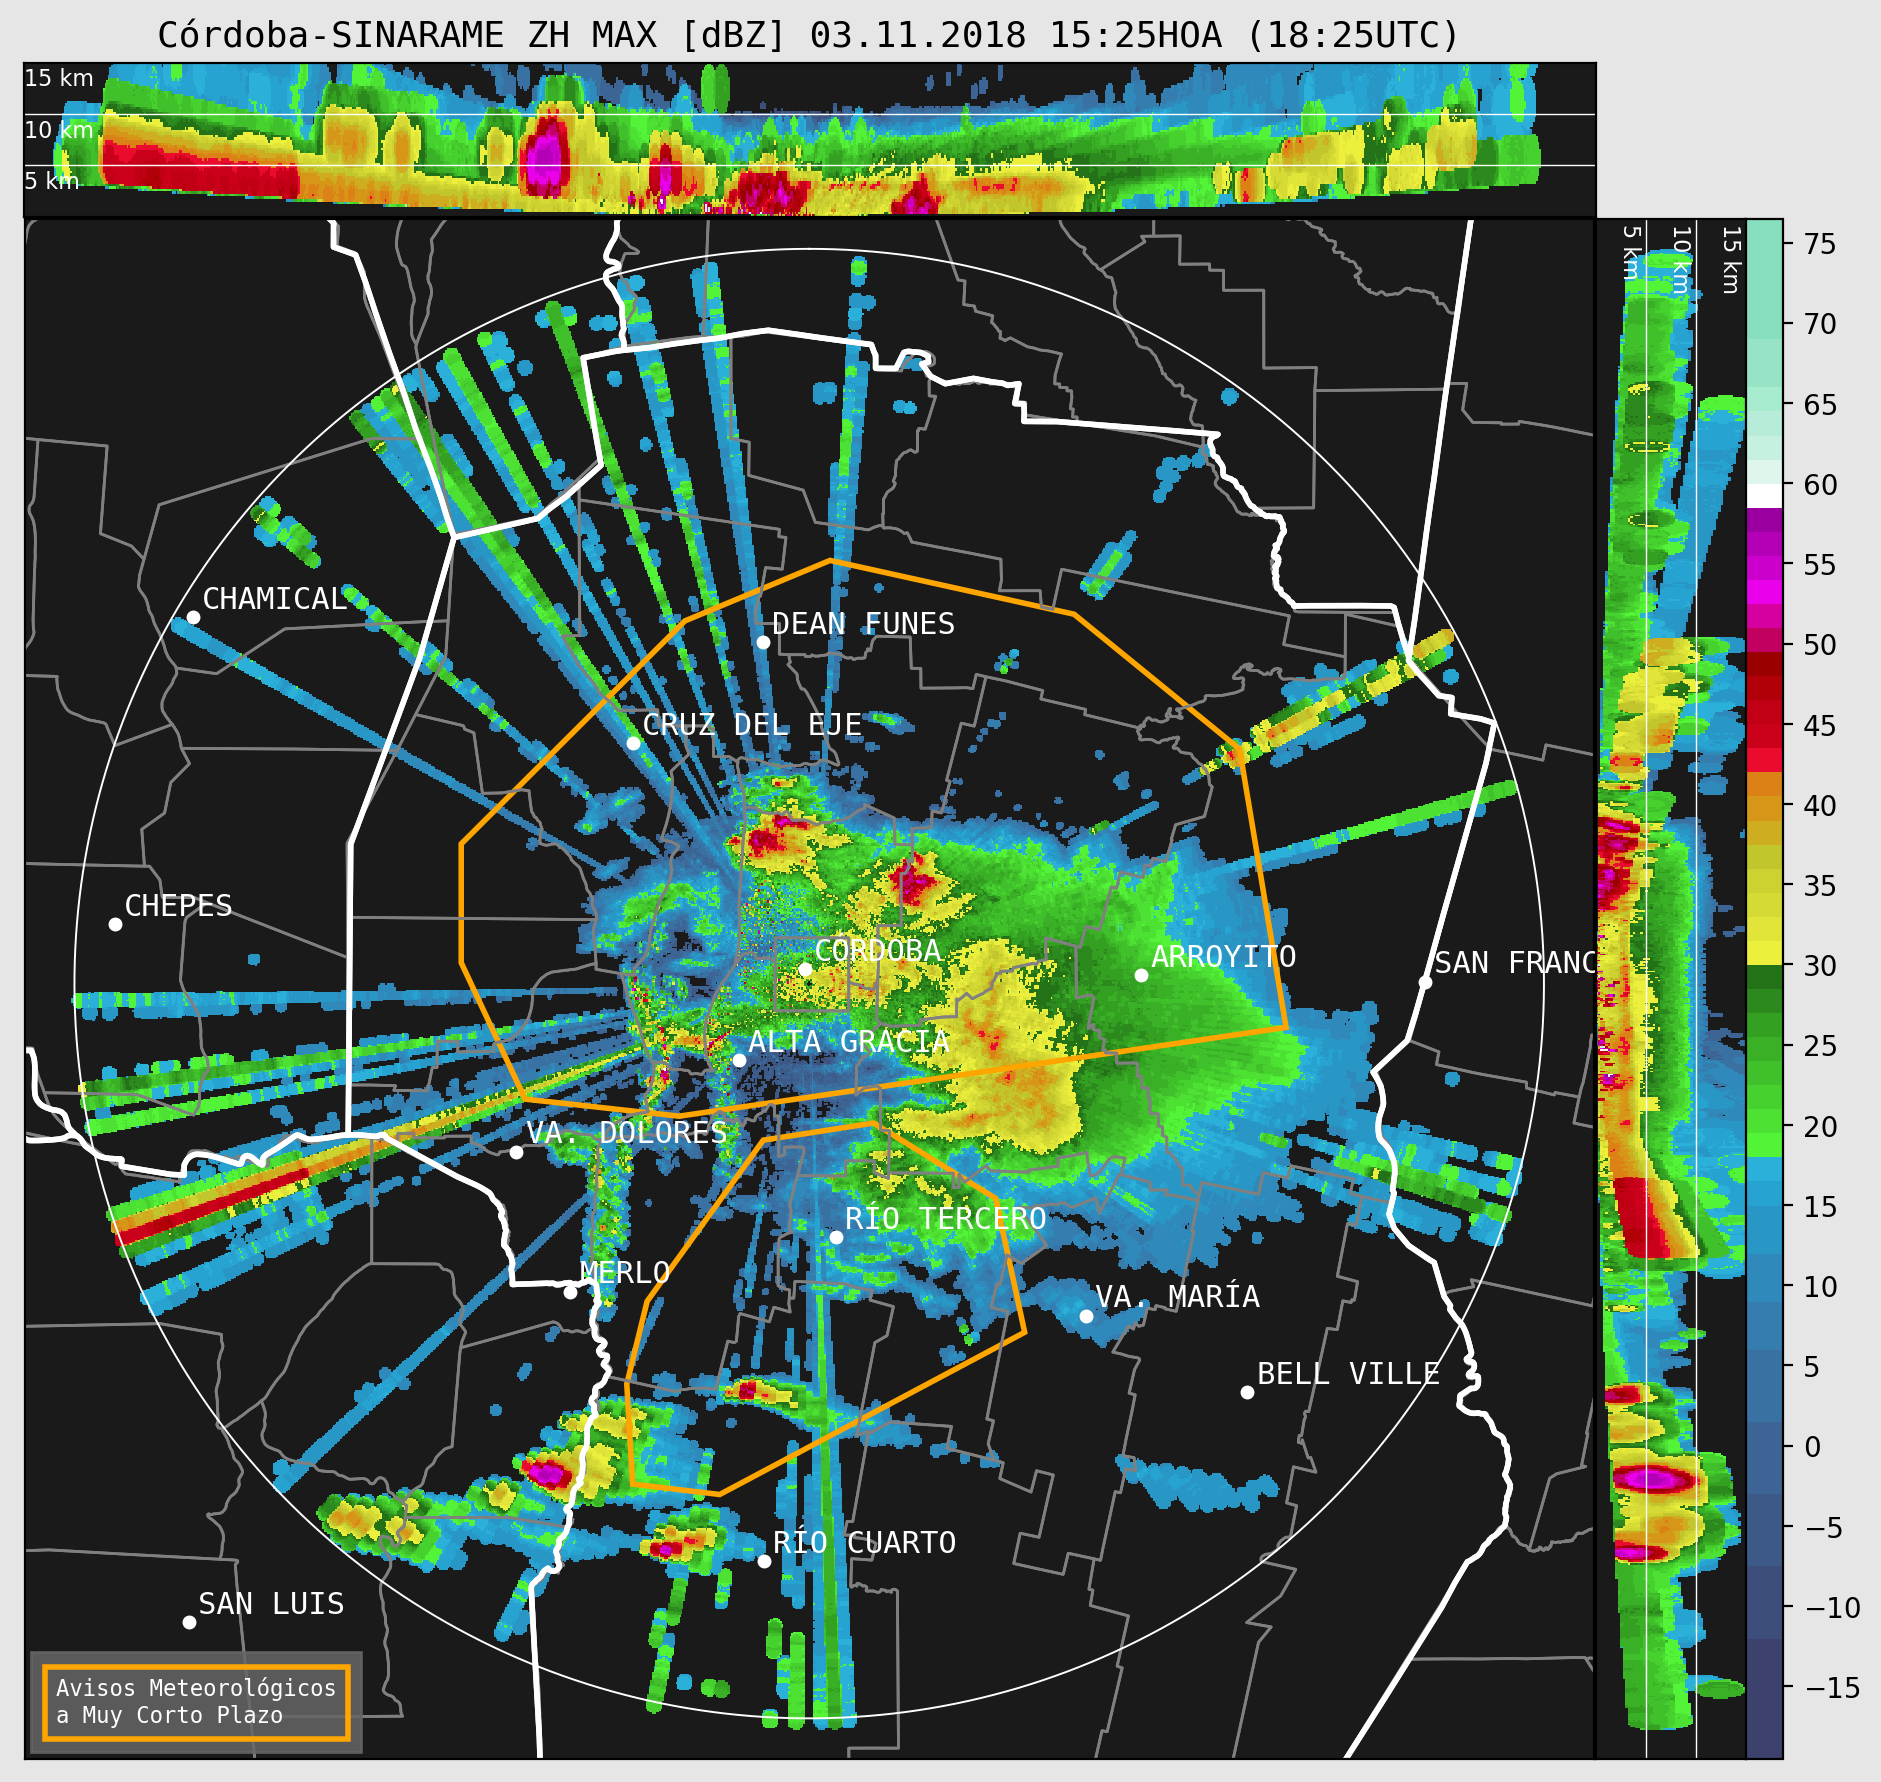 Córdoba-SINARAME ZH MAX [dBZ] 03.11.2018 15:25HOA (18:25UTC)
15 km
10 km
5 km
5 km
10 km
15 km
75
70
65
60
55
50
45
40
35
30
25
20
15
10
5
0
−5
−10
−15
CHAMICAL
DEAN FUNES
CRUZ DEL EJE
CHEPES
CÓRDOBA
ARROYITO
SAN FRANC
ALTA GRACIA
VA. DOLORES
RÍO TERCERO
MERLO
VA. MARÍA
BELL VILLE
RÍO CUARTO
SAN LUIS
Avisos Meteorológicos
a Muy Corto Plazo